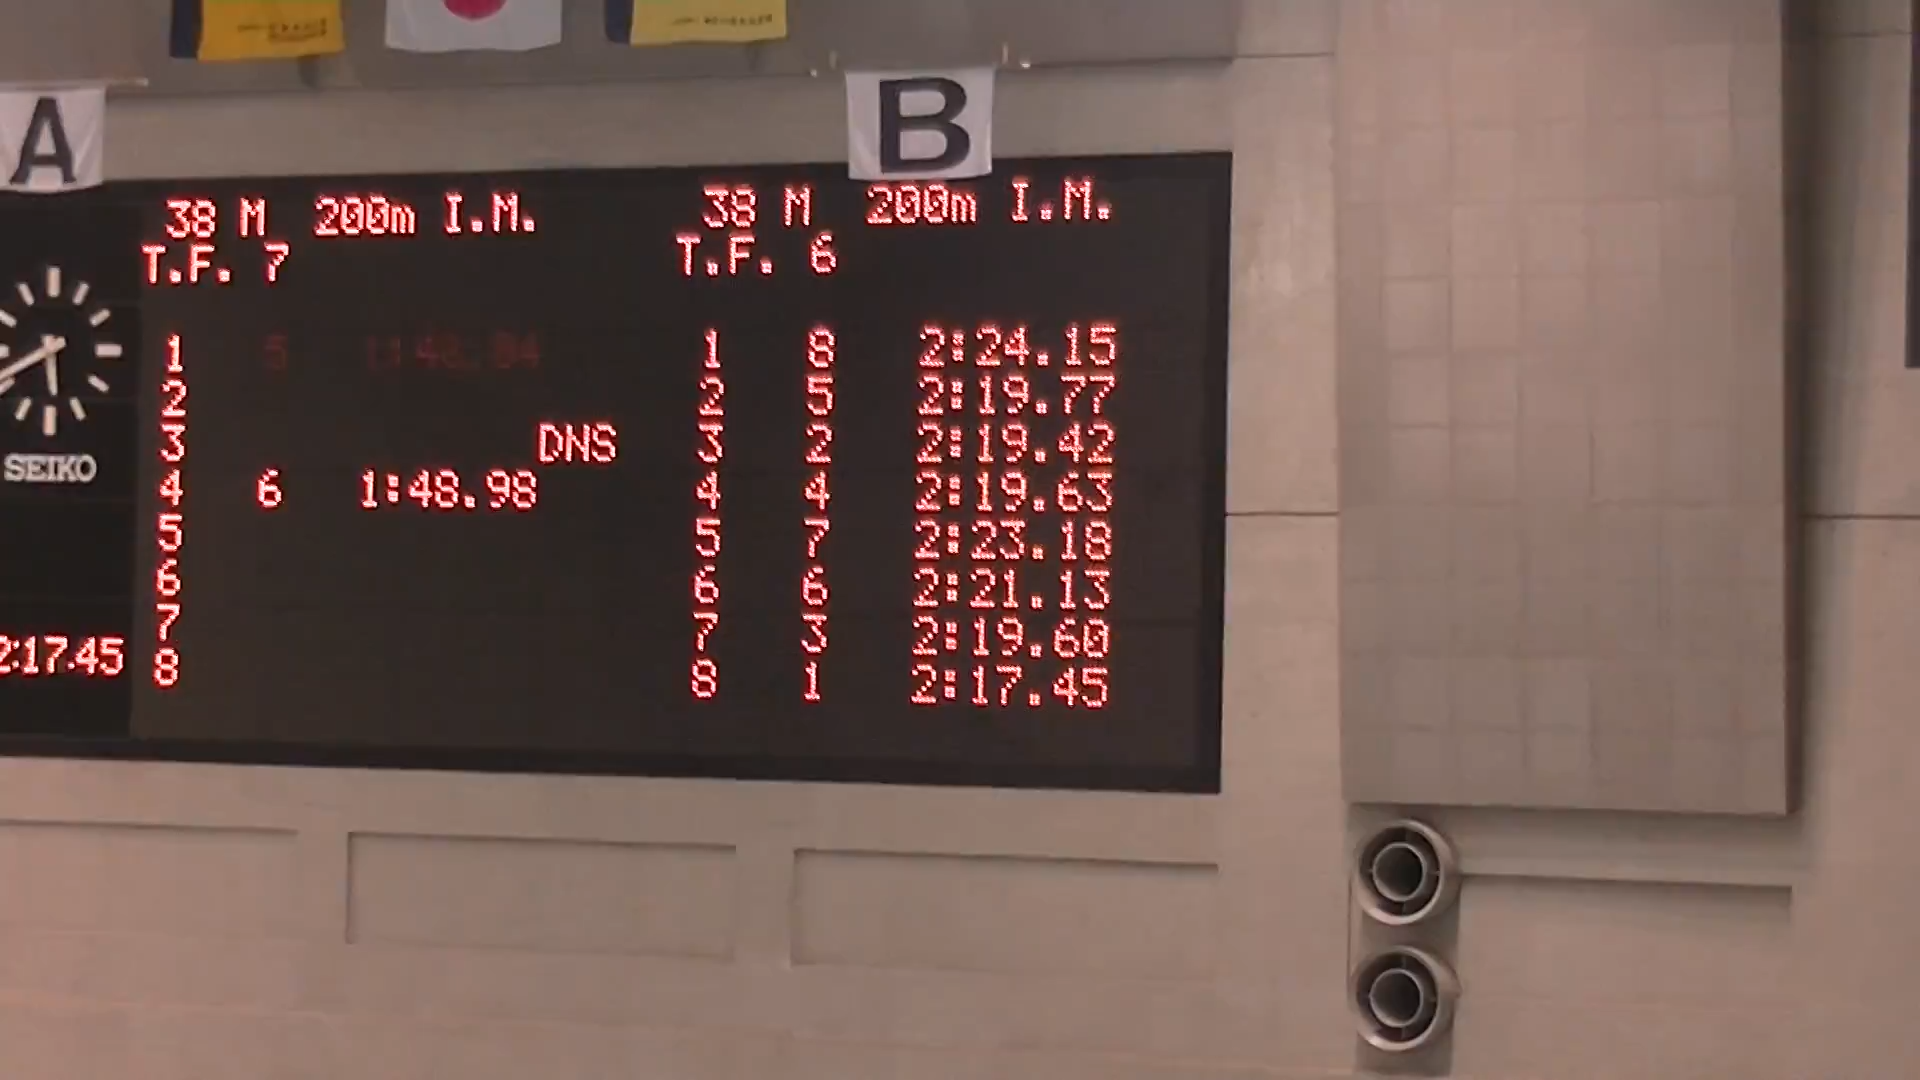 A
B
38 M 200m I.M.
T.F. 7
1 5
2
3 DNS
4 6 1:48.98
5
6
7
8
38 M 200m I.M.
T.F. 6
1 8 2:24.15
2 5 2:19.77
3 2 2:19.42
4 4 2:19.63
5 7 2:23.18
6 6 2:21.13
7 3 2:19.60
8 1 2:17.45
SEIKO
2:17.45